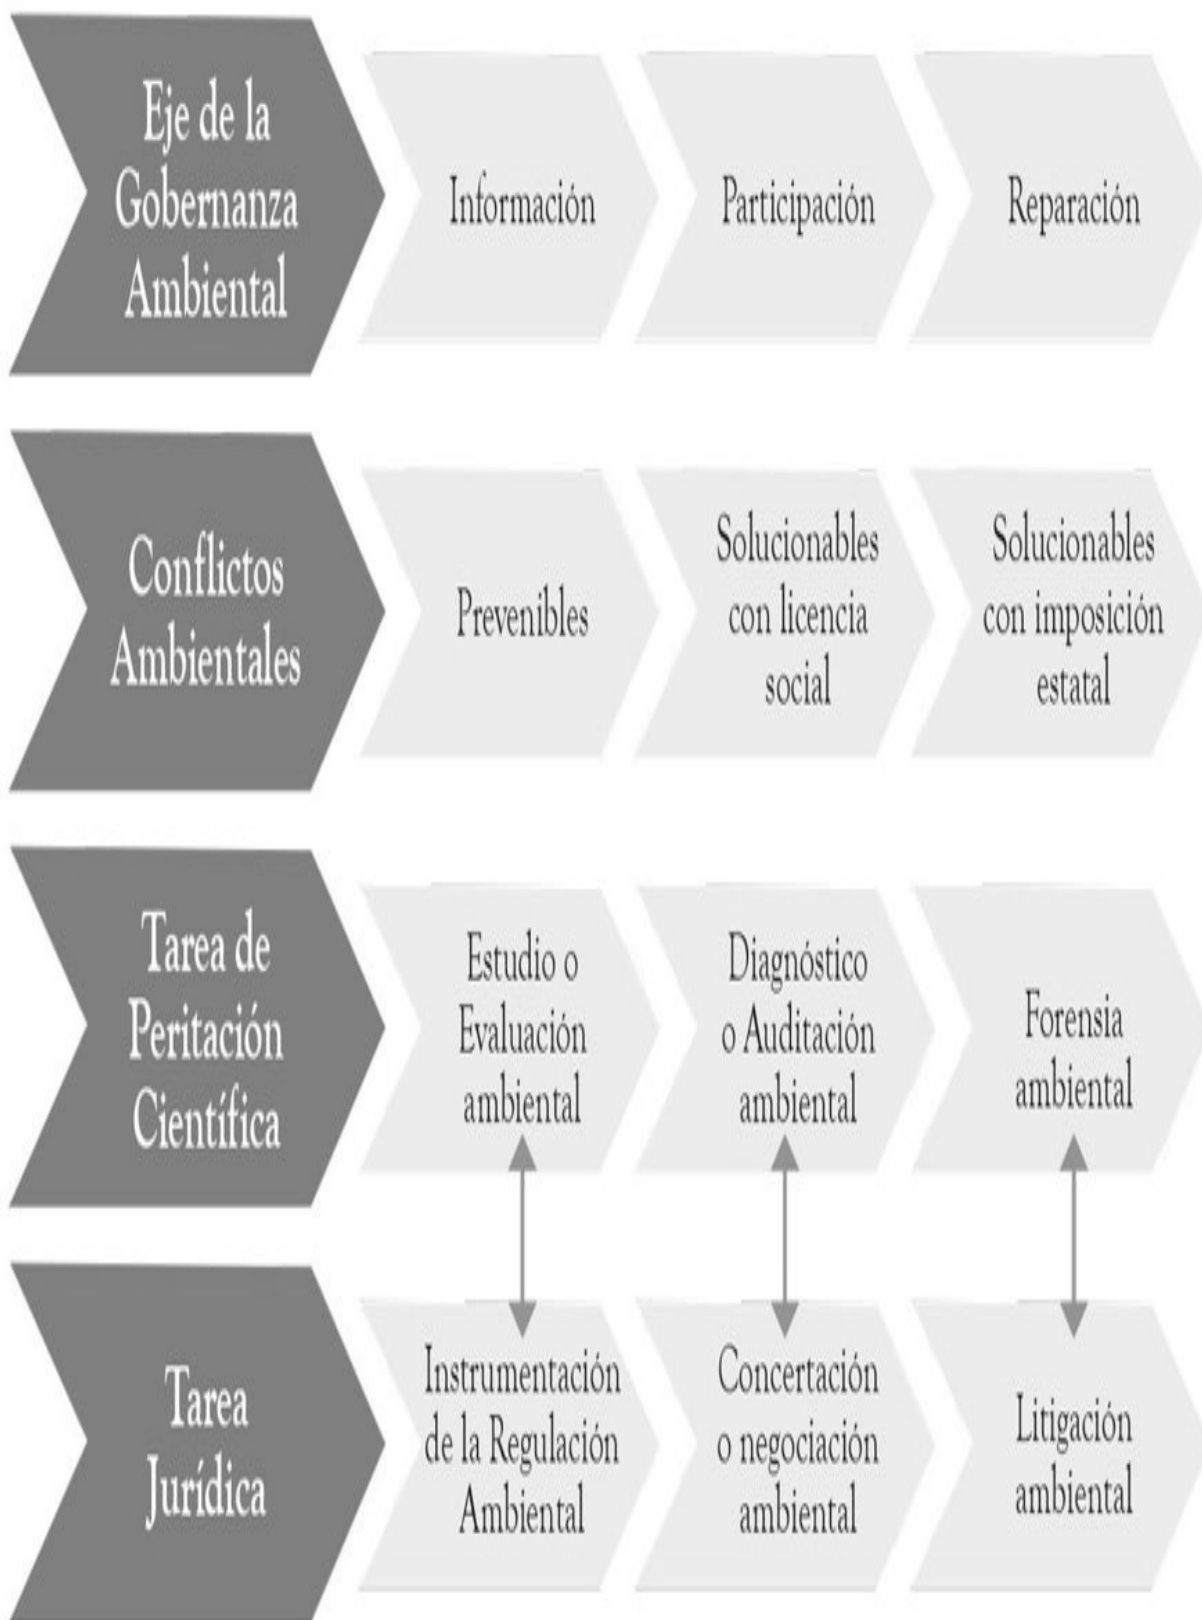 Eje de la
Gobernanza
Ambiental
Información
Participación
Reparación
Conflictos
Ambientales
Prevenibles
Solucionables
con licencia
social
Solucionables
con imposición
estatal
Tarea de
Peritación
Científica
Estudio o
Evaluación
ambiental
Diagnóstico
o Auditación
ambiental
Forensia
ambiental
Tarea
Jurídica
Instrumentación
de la Regulación
Ambiental
Concertación
o negociación
ambiental
Litigación
ambiental